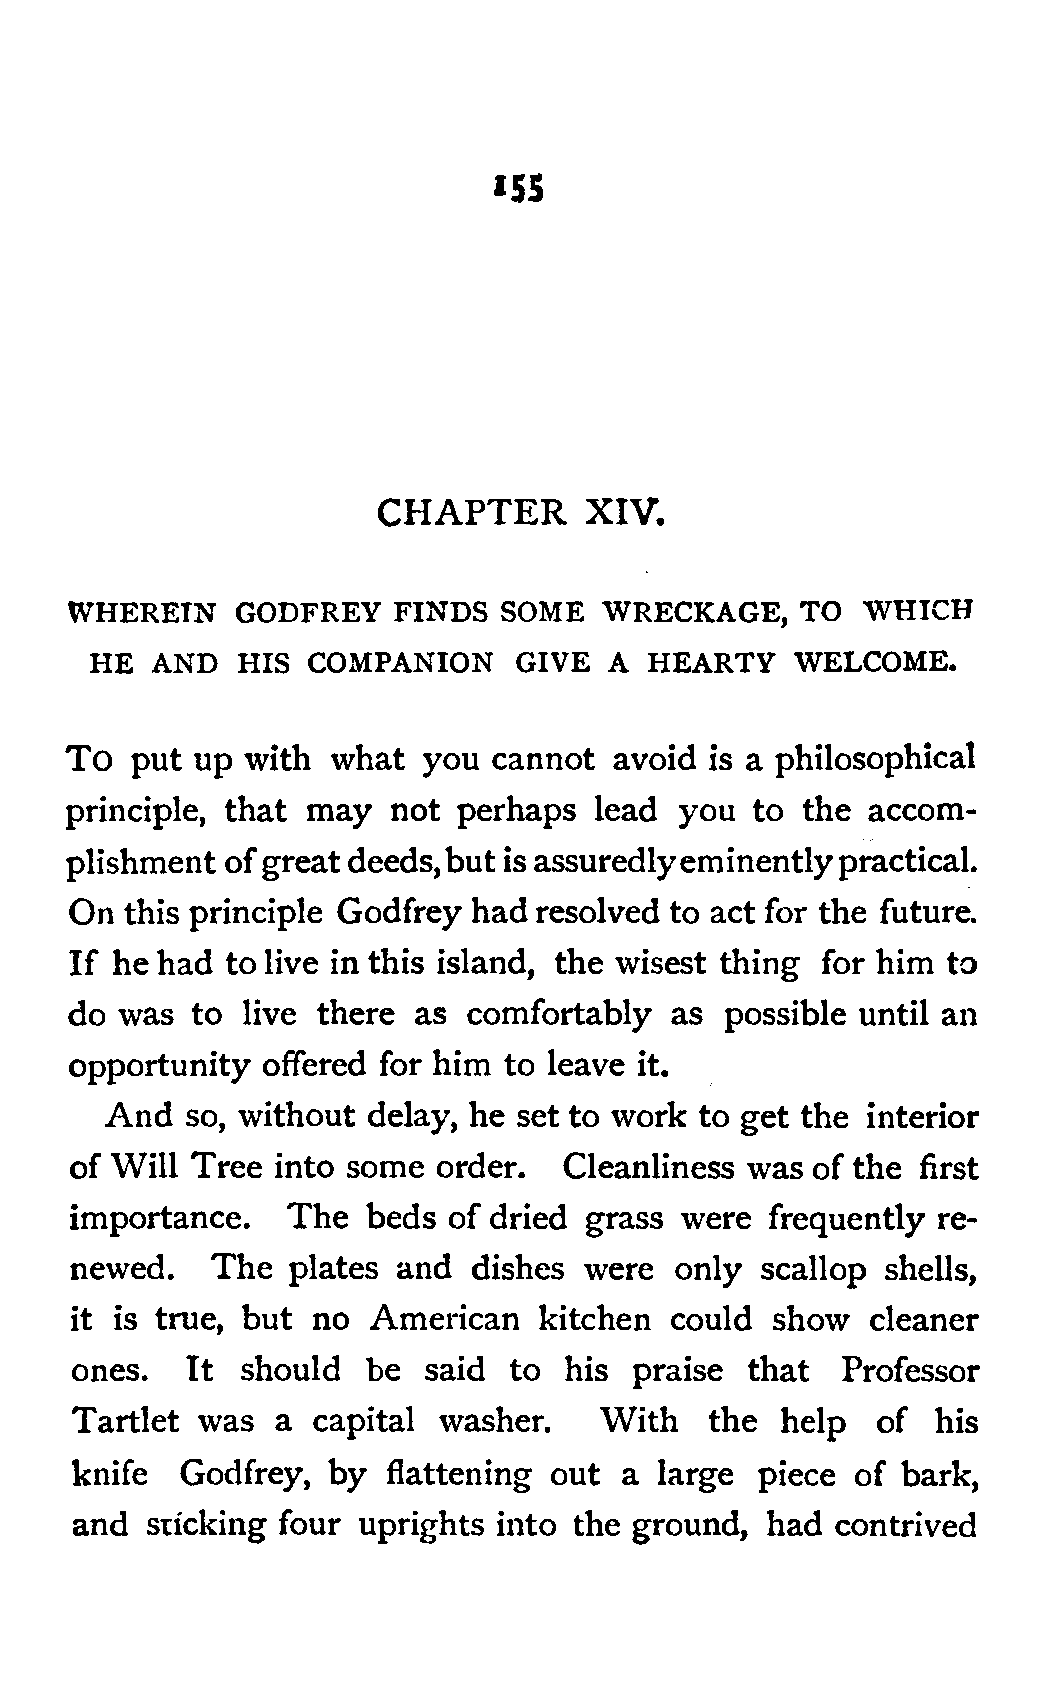 155
CHAPTER XIV.
WHEREIN GODFREY FINDS SOME WRECKAGE, TO WHICH
HE AND HIS COMPANION GIVE A HEARTY WELCOME.
To put up with what you cannot avoid is a philosophical
principle, that may not perhaps lead you to the accom-
plishment of great deeds, but is assuredly eminently practical.
On this principle Godfrey had resolved to act for the future.
If he had to live in this island, the wisest thing for him to
do was to live there as comfortably as possible until an
opportunity offered for him to leave it.
And so, without delay, he set to work to get the interior
of Will Tree into some order. Cleanliness was of the first
importance. The beds of dried grass were frequently re-
newed. The plates and dishes were only scallop shells,
it is true, but no American kitchen could show cleaner
ones. It should be said to his praise that Professor
Tartlet was a capital washer. With the help of his
knife Godfrey, by flattening out a large piece of bark,
and sticking four uprights into the ground, had contrived